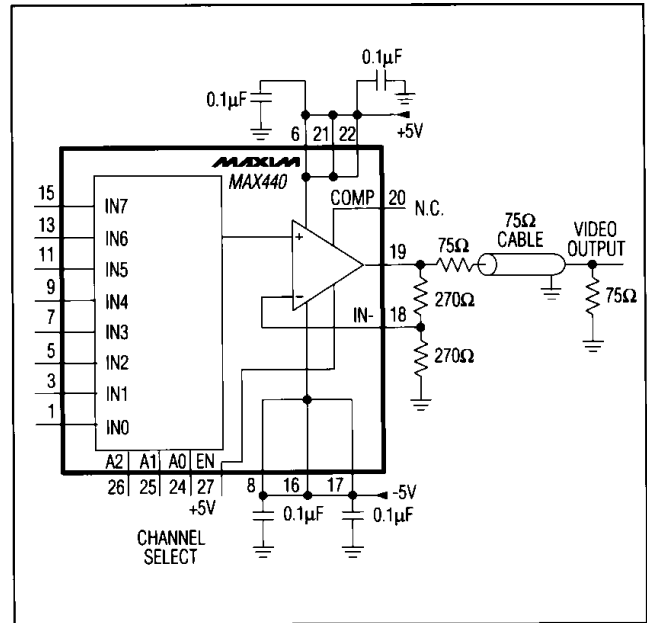 0.1µF
0.1µF
6 21 22
+5V
MAXIM
MAX440
COMP 20
N.C.
15 IN7
13 IN6
11 IN5
9 IN4
7 IN3
5 IN2
3 IN1
1 IN0
+
−
19
75Ω
75Ω
CABLE
VIDEO
OUTPUT
75Ω
270Ω
IN- 18
270Ω
A2 A1 A0 EN
26 25 24 27
+5V
CHANNEL
SELECT
8 16 17
-5V
0.1µF 0.1µF